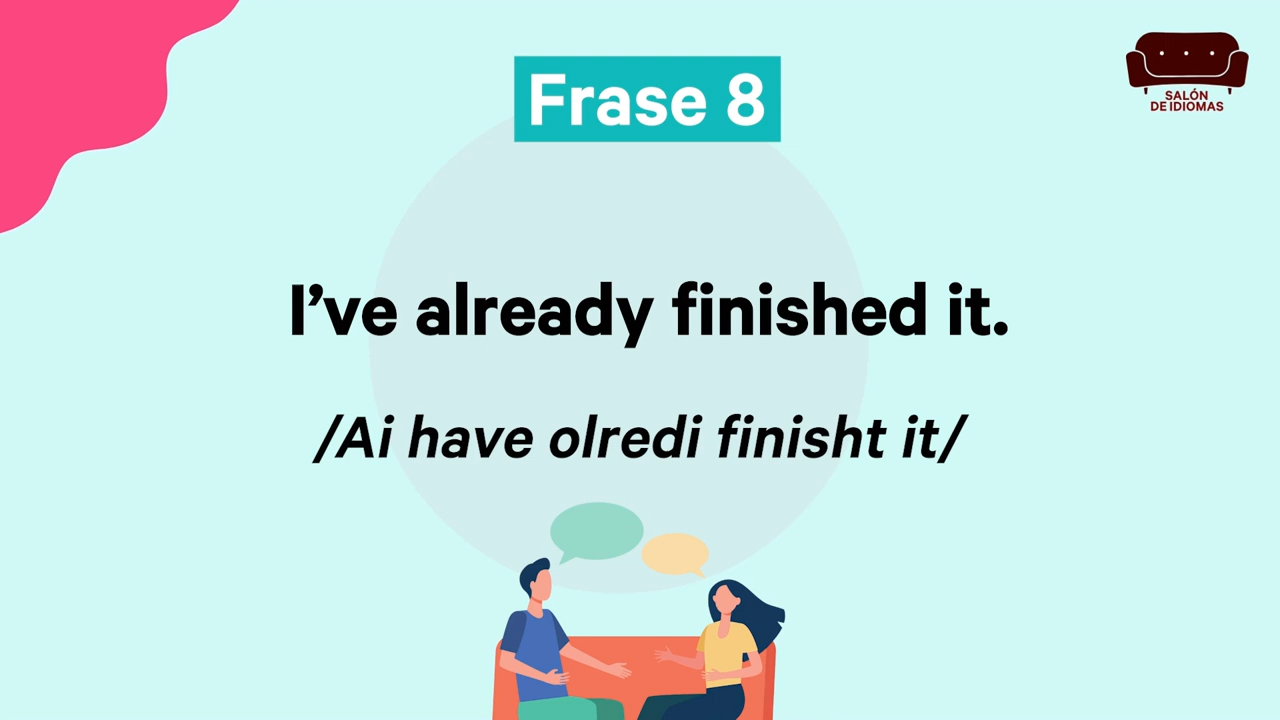 Frase 8
SALÓN
DE IDIOMAS
I’ve already finished it.
/Ai have olredi finisht it/